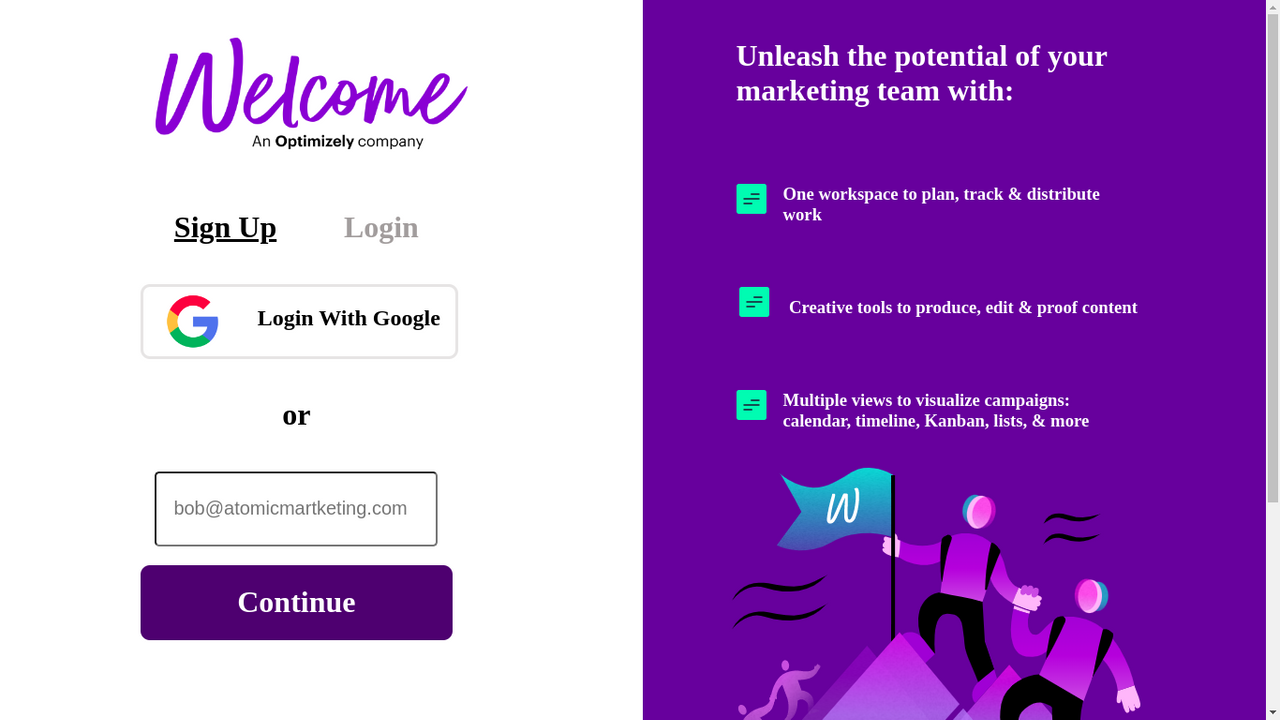 Welcome
An Optimizely company
Sign Up
Login
Login With Google
or
bob@atomicmartketing.com
Continue
Unleash the potential of your
marketing team with:
One workspace to plan, track & distribute
work
Creative tools to produce, edit & proof content
Multiple views to visualize campaigns:
calendar, timeline, Kanban, lists, & more
W